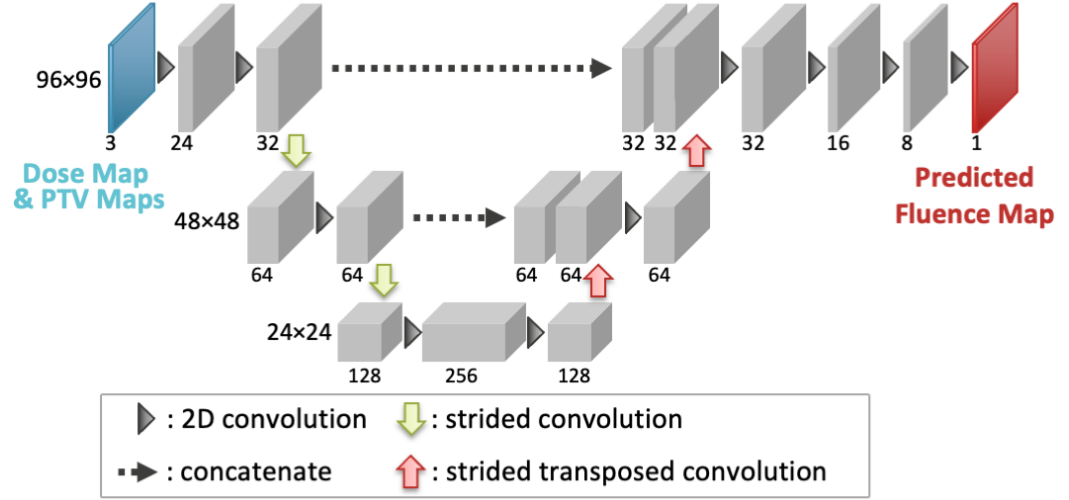 96×96
3
24
32
32
32
32
16
8
1
Dose Map
& PTV Maps
Predicted
Fluence Map
48×48
64
64
64
64
64
24×24
128
256
128
: 2D convolution
: strided convolution
: concatenate
: strided transposed convolution